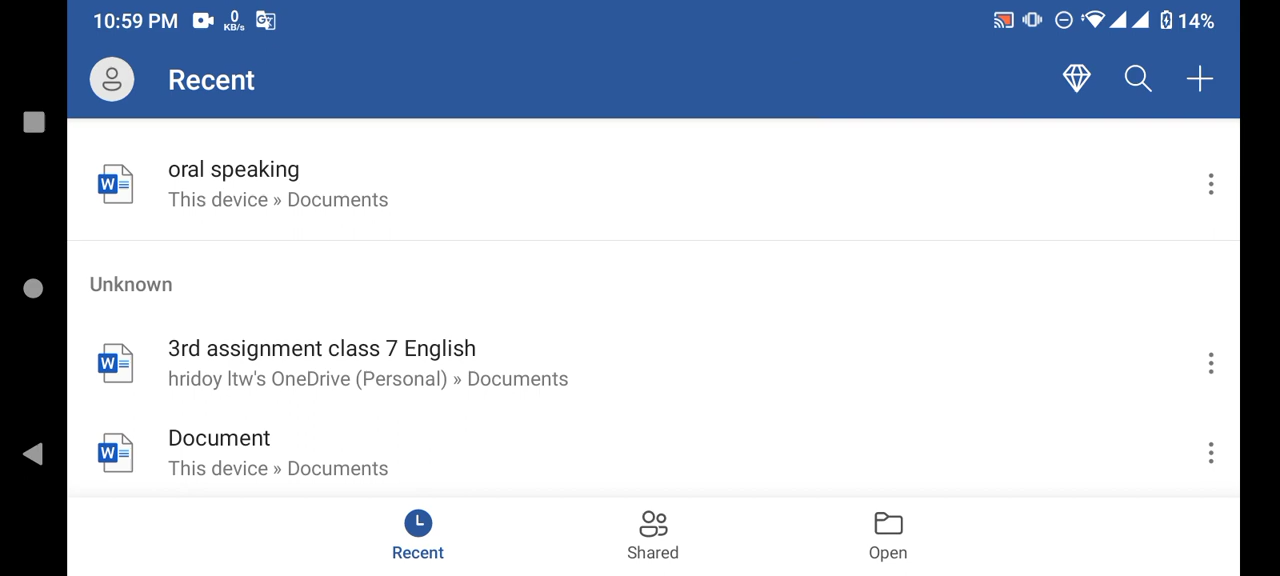 10:59 PM 0 KB/s 14%
Recent
oral speaking
This device » Documents
Unknown
3rd assignment class 7 English
hridoy ltw's OneDrive (Personal) » Documents
Document
This device » Documents
Recent Shared Open